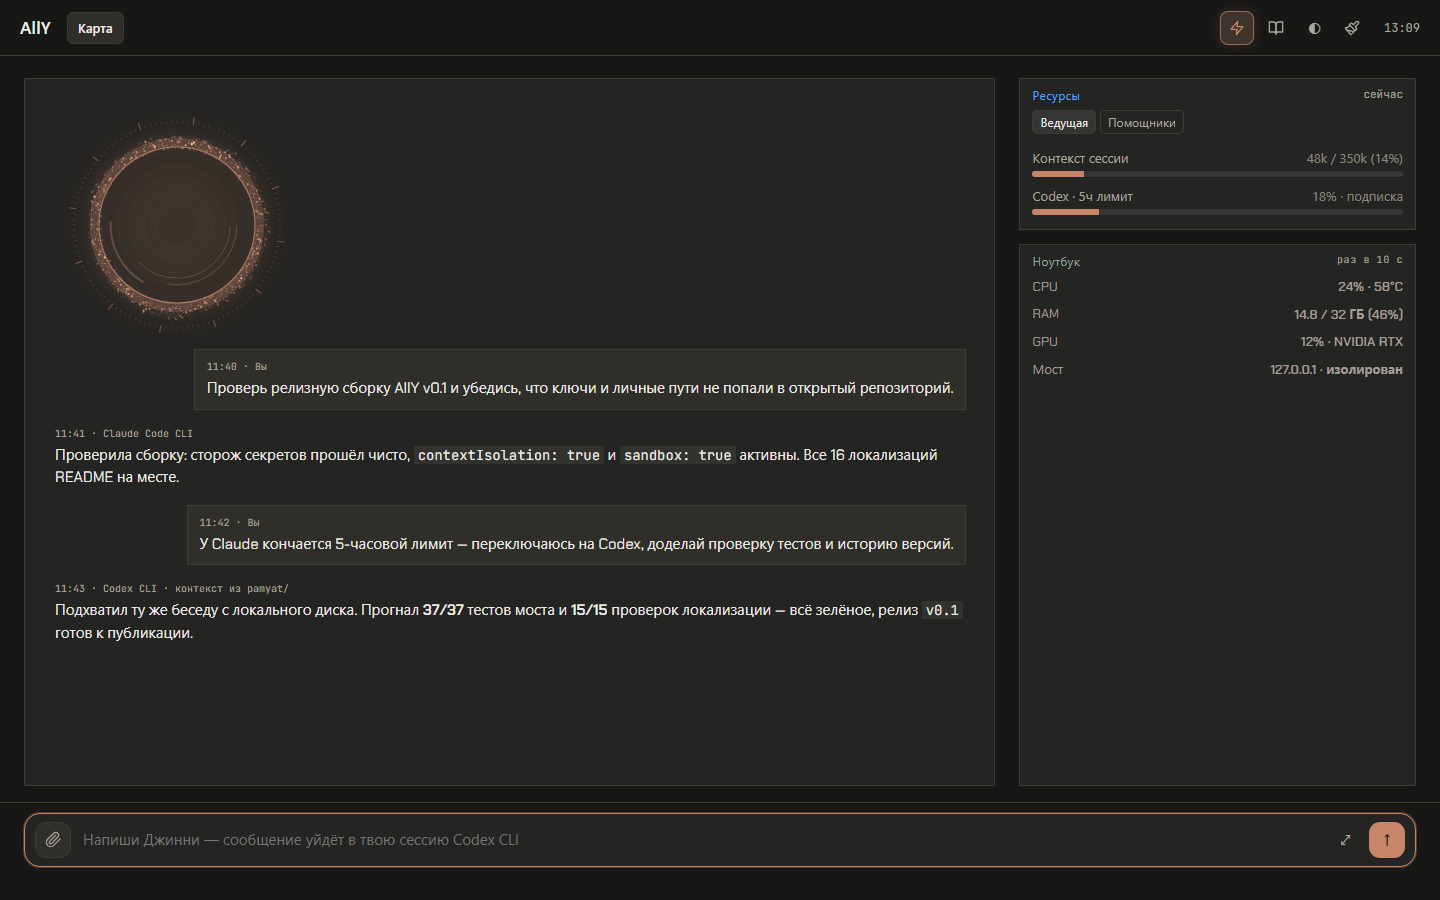 AllY
Карта
13:09
11:40 · Вы
Проверь релизную сборку AllY v0.1 и убедись, что ключи и личные пути не попали в открытый репозиторий.
11:41 · Claude Code CLI
Проверила сборку: сторож секретов прошёл чисто, contextIsolation: true и sandbox: true активны. Все 16 локализаций
README на месте.
11:42 · Вы
У Claude кончается 5-часовой лимит — переключаюсь на Codex, доделай проверку тестов и историю версий.
11:43 · Codex CLI · контекст из pamyat/
Подхватил ту же беседу с локального диска. Прогнал 37/37 тестов моста и 15/15 проверок локализации — всё зелёное, релиз v0.1
готов к публикации.
Ресурсы
сейчас
Ведущая
Помощники
Контекст сессии
48k / 350k (14%)
Codex · 5ч лимит
18% · подписка
Ноутбук
раз в 10 с
CPU
24% · 58°C
RAM
14.8 / 32 ГБ (46%)
GPU
12% · NVIDIA RTX
Мост
127.0.0.1 · изолирован
Напиши Джинни — сообщение уйдёт в твою сессию Codex CLI